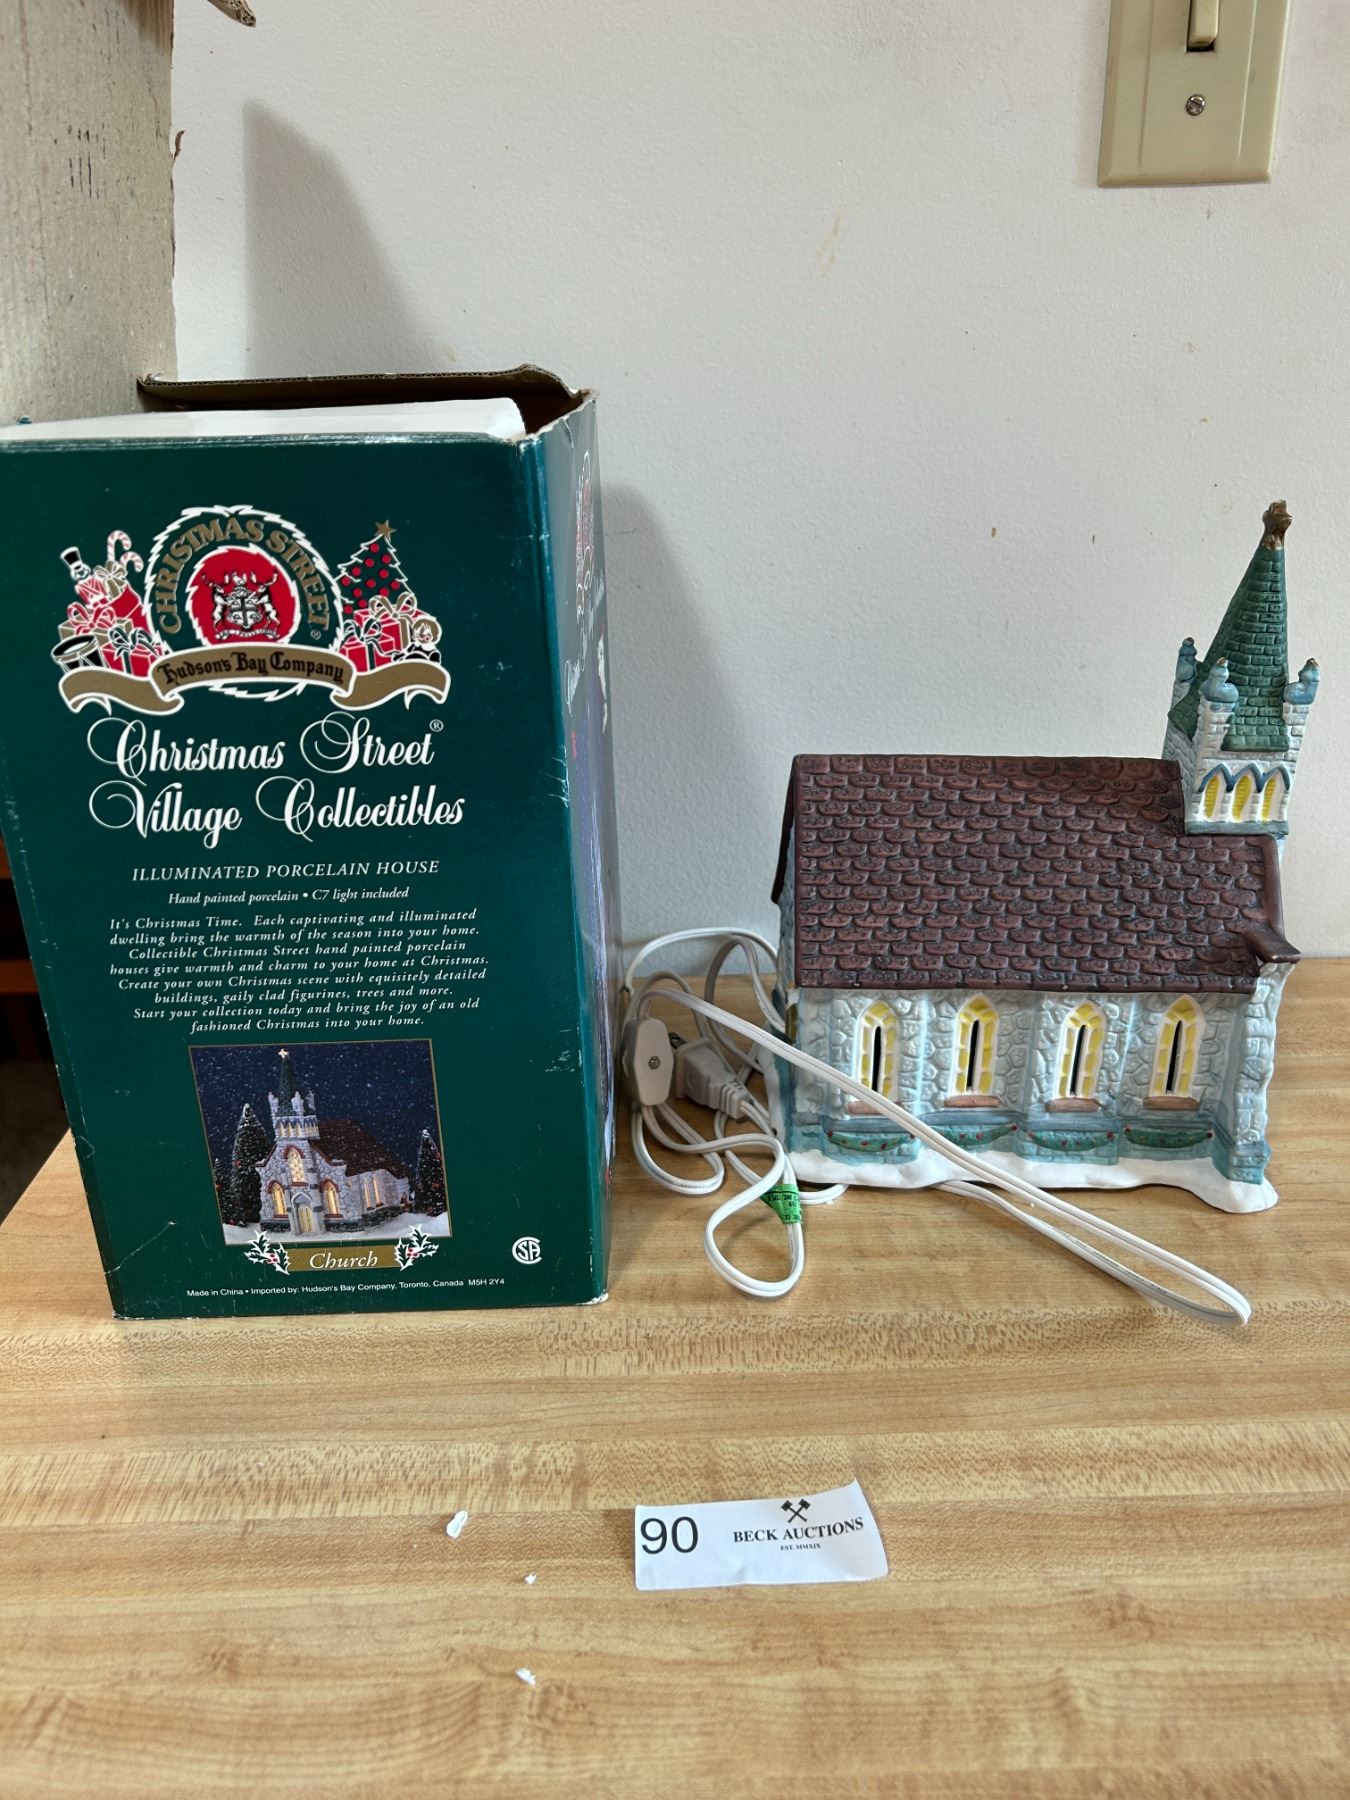 CHRISTMAS STREET®
Hudson's Bay Company
Christmas Street®
Village Collectibles
ILLUMINATED PORCELAIN HOUSE
Hand painted porcelain • C7 light included
It's Christmas Time. Each captivating and illuminated
dwelling bring the warmth of the season into your home.
Collectible Christmas Street hand painted porcelain
houses give warmth and charm to your home at Christmas.
Create your own Christmas scene with equisitely detailed
buildings, gaily clad figurines, trees and more.
Start your collection today and bring the joy of an old
fashioned Christmas into your home.
Church
Made in China • Imported by: Hudson's Bay Company, Toronto, Canada M5H 2Y4
90
BECK AUCTIONS
EST. MMXIX